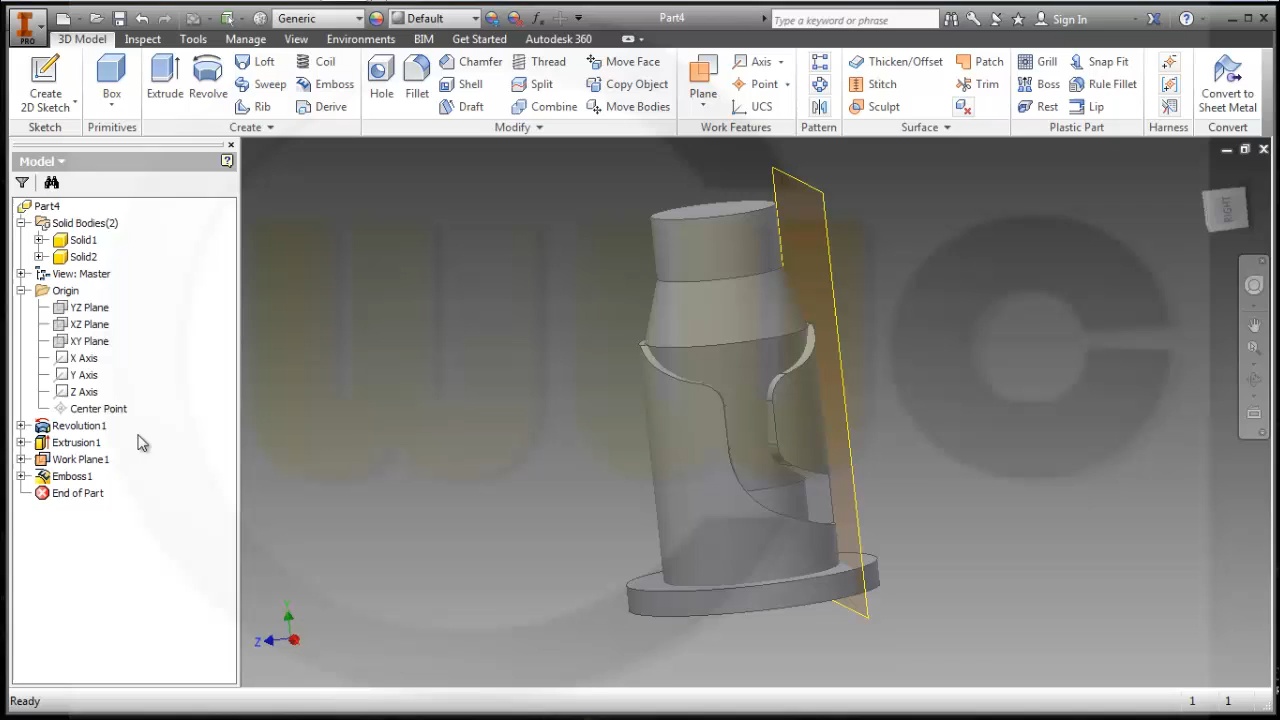 Generic
Default
Part4
Type a keyword or phrase
Sign In
PRO
3D Model
Inspect
Tools
Manage
View
Environments
BIM
Get Started
Autodesk 360
Create
2D Sketch
Box
Extrude
Revolve
Loft
Sweep
Rib
Coil
Emboss
Derive
Hole
Fillet
Chamfer
Shell
Draft
Thread
Split
Combine
Move Face
Copy Object
Move Bodies
Plane
Axis
Point
UCS
Thicken/Offset
Stitch
Sculpt
Patch
Trim
Grill
Boss
Rest
Snap Fit
Rule Fillet
Lip
Convert to
Sheet Metal
Sketch
Primitives
Create
Modify
Work Features
Pattern
Surface
Plastic Part
Harness
Convert
Model
Part4
Solid Bodies(2)
Solid1
Solid2
View: Master
Origin
YZ Plane
XZ Plane
XY Plane
X Axis
Y Axis
Z Axis
Center Point
Revolution1
Extrusion1
Work Plane1
Emboss1
End of Part
RIGHT
Y
Z
Ready
1 1